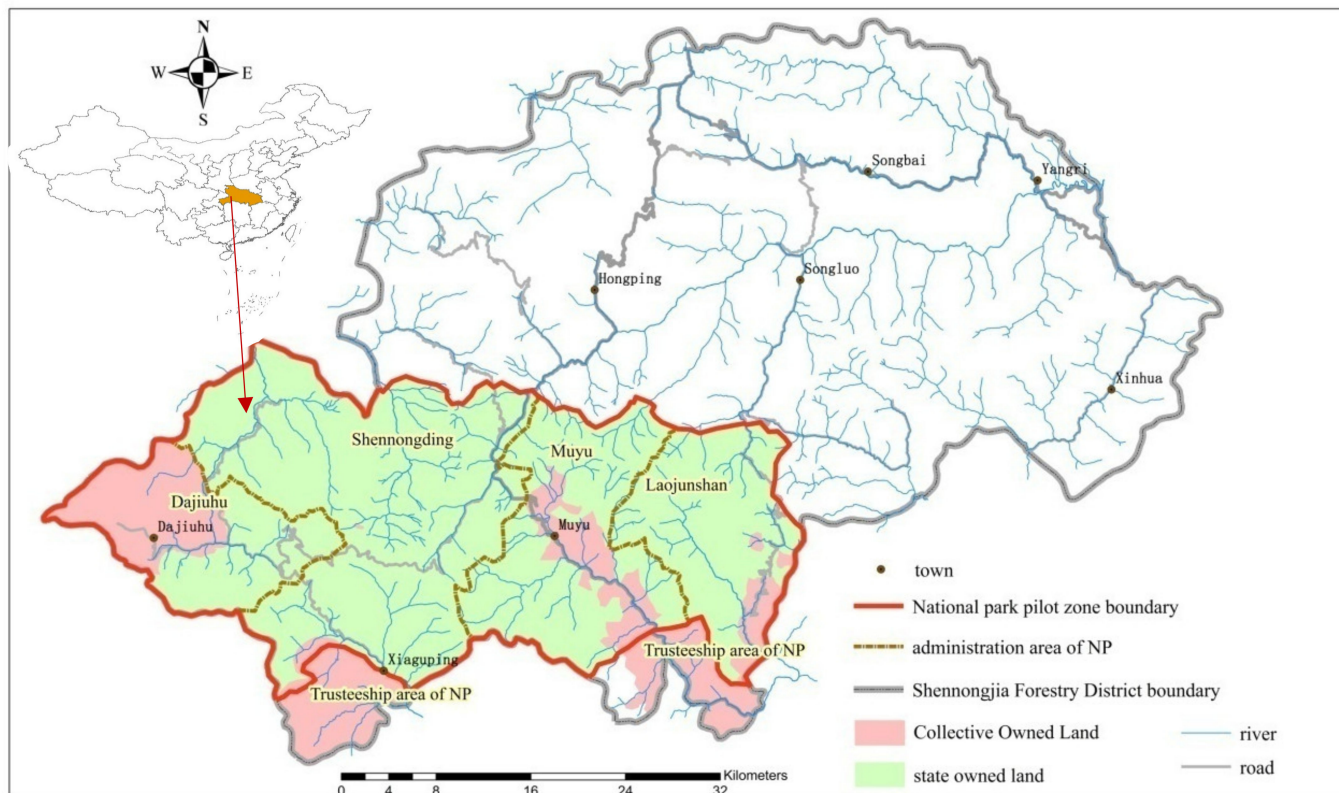 N
W
E
S
Songbai
Yangri
Hongping
Songluo
Xinhua
Shennongding
Muyu
Laojunshan
Dajiuhu
Dajiuhu
Muyu
Xiaguping
Trusteeship area of NP
Trusteeship area of NP
town
National park pilot zone boundary
administration area of NP
Shennongjia Forestry District boundary
Collective Owned Land
river
state owned land
road
Kilometers
0 4 8 16 24 32